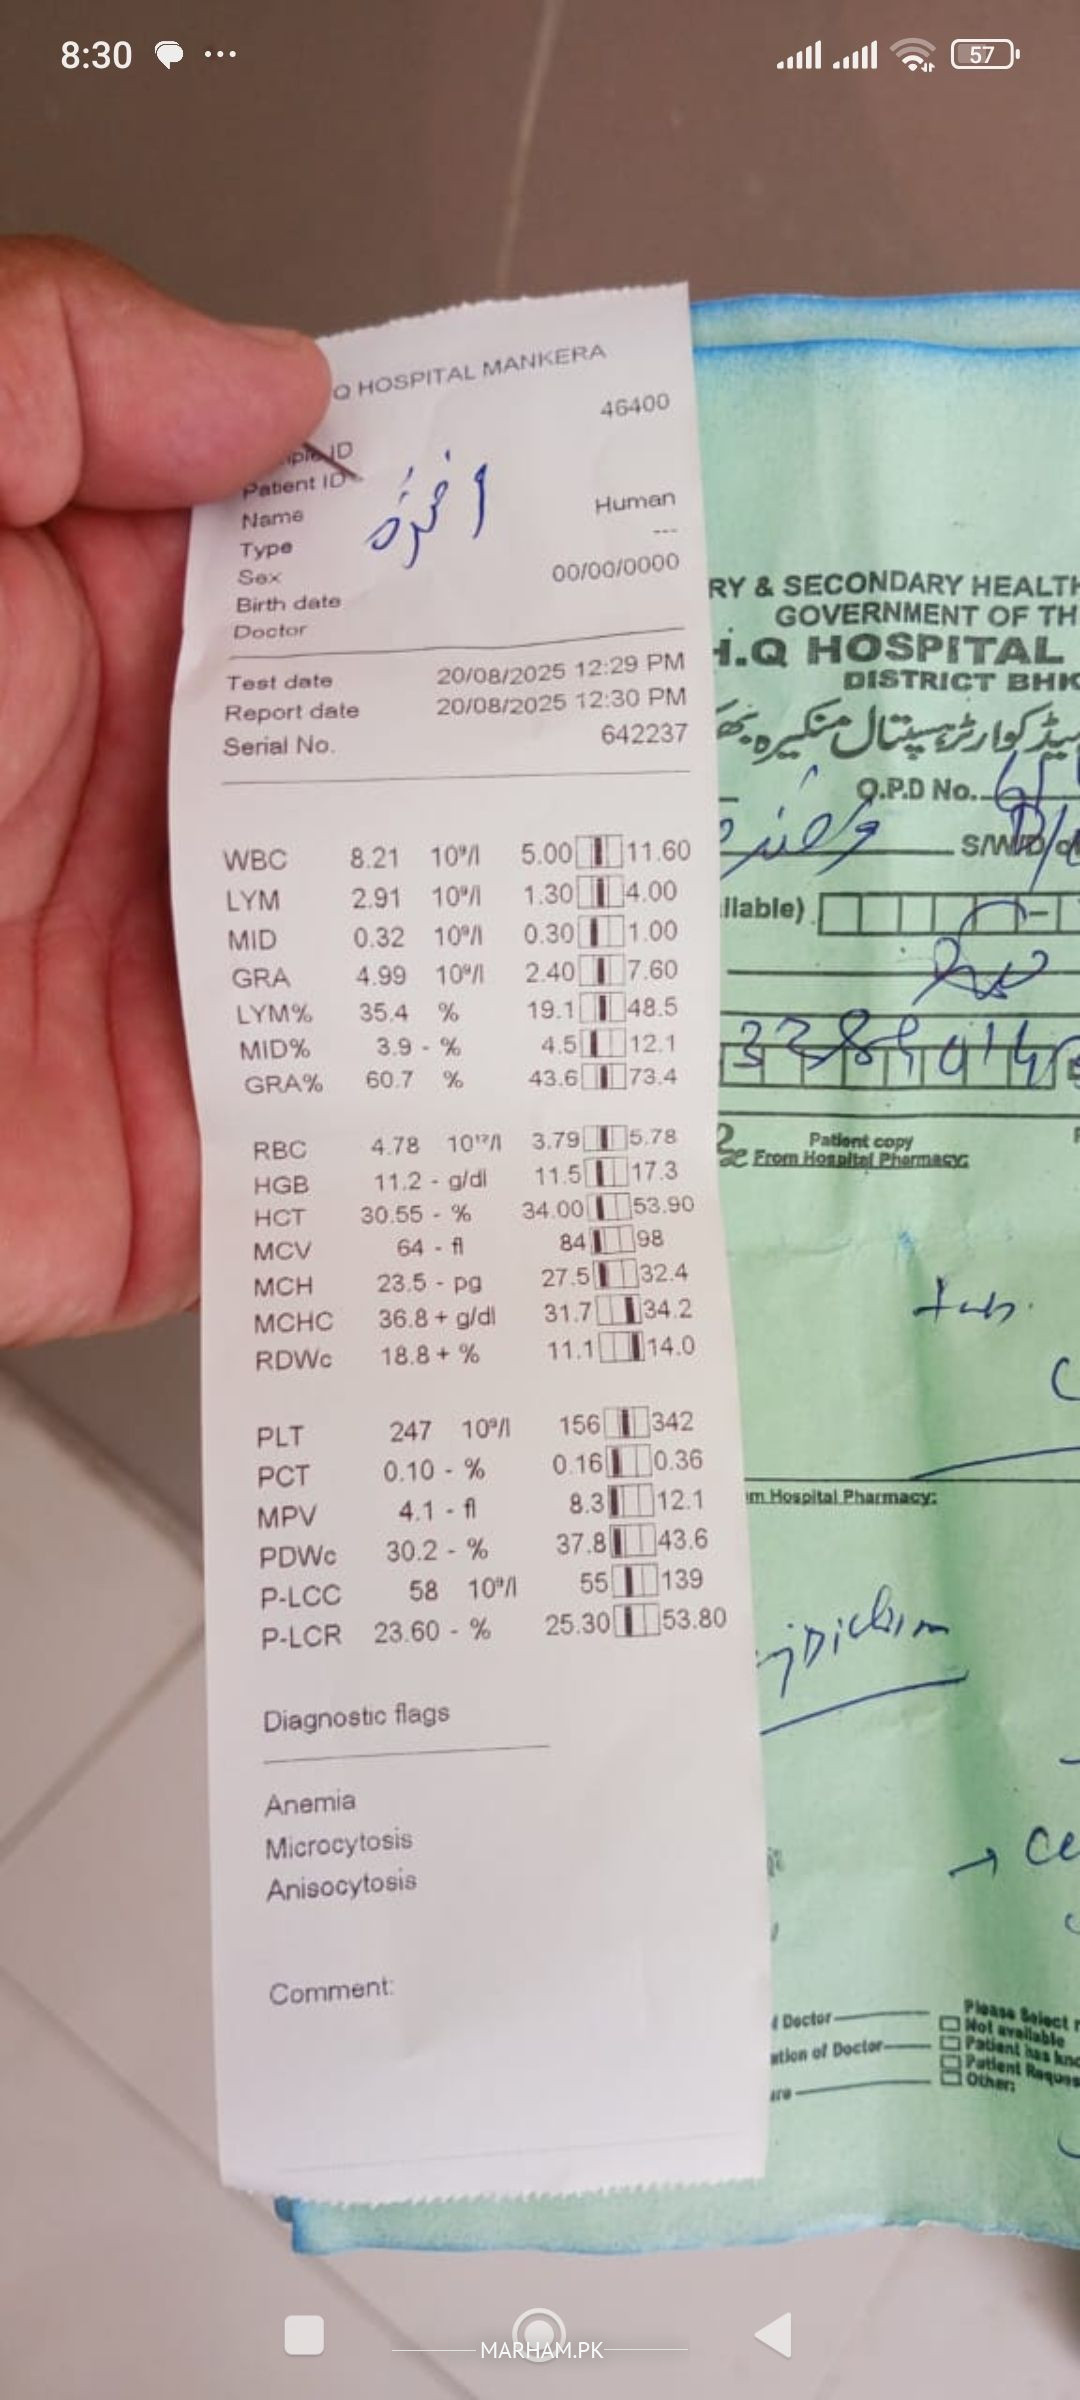 8:30
57
Q HOSPITAL MANKERA
ple ID 46400
Patient ID
Name
Type Human
Sex ---
Birth date 00/00/0000
Doctor
Test date 20/08/2025 12:29 PM
Report date 20/08/2025 12:30 PM
Serial No. 642237
WBC 8.21 10⁹/l 5.00 11.60
LYM 2.91 10⁹/l 1.30 4.00
MID 0.32 10⁹/l 0.30 1.00
GRA 4.99 10⁹/l 2.40 7.60
LYM% 35.4 % 19.1 48.5
MID% 3.9 - % 4.5 12.1
GRA% 60.7 % 43.6 73.4
RBC 4.78 10¹²/l 3.79 5.78
HGB 11.2 - g/dl 11.5 17.3
HCT 30.55 - % 34.00 53.90
MCV 64 - fl 84 98
MCH 23.5 - pg 27.5 32.4
MCHC 36.8 + g/dl 31.7 34.2
RDWc 18.8 + % 11.1 14.0
PLT 247 10⁹/l 156 342
PCT 0.10 - % 0.16 0.36
MPV 4.1 - fl 8.3 12.1
PDWc 30.2 - % 37.8 43.6
P-LCC 58 10⁹/l 55 139
P-LCR 23.60 - % 25.30 53.80
Diagnostic flags
Anemia
Microcytosis
Anisocytosis
Comment:
RY & SECONDARY HEALTH
GOVERNMENT OF TH
H.Q HOSPITAL
DISTRICT BHK
یڈ کوارٹر ہسپتال منکیرہ بھ
O.P.D No.
S/W/D
ilable)
Patient copy
From Hospital Pharmacy:
m Hospital Pharmacy:
f Doctor
ation of Doctor
ure
Please Select r
Not available
Patient has kno
Patient Reques
Other:
MARHAM.PK